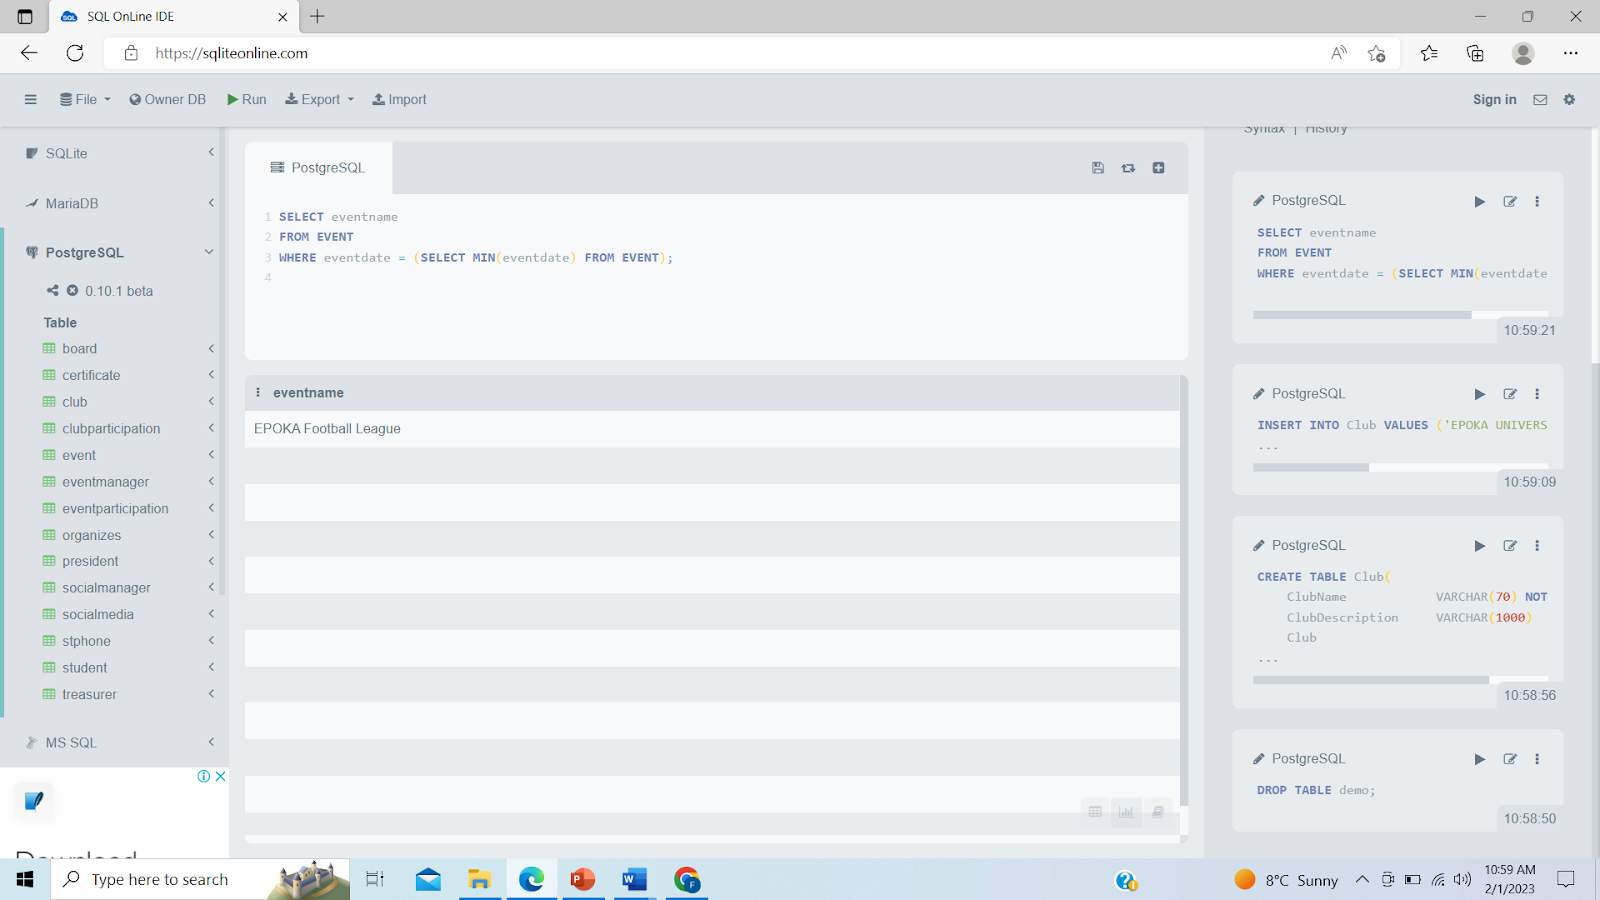 SQL OnLine IDE
https://sqliteonline.com
File
Owner DB
Run
Export
Import
Sign in
SQLite
MariaDB
PostgreSQL
0.10.1 beta
Table
board
certificate
club
clubparticipation
event
eventmanager
eventparticipation
organizes
president
socialmanager
socialmedia
stphone
student
treasurer
MS SQL
PostgreSQL
1 SELECT eventname
2 FROM EVENT
3 WHERE eventdate = (SELECT MIN(eventdate) FROM EVENT);
4
eventname
EPOKA Football League
Syntax | History
PostgreSQL
SELECT eventname
FROM EVENT
WHERE eventdate = (SELECT MIN(eventdate
10:59:21
PostgreSQL
INSERT INTO Club VALUES ('EPOKA UNIVERS
...
10:59:09
PostgreSQL
CREATE TABLE Club(
ClubName VARCHAR(70) NOT
ClubDescription VARCHAR(1000)
Club
...
10:58:56
PostgreSQL
DROP TABLE demo;
10:58:50
Download
Type here to search
8°C Sunny
10:59 AM
2/1/2023